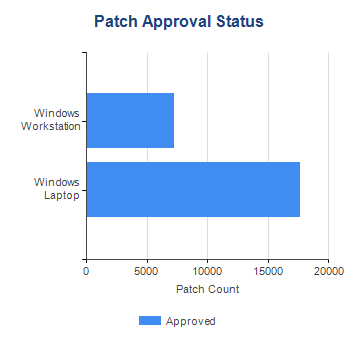 Patch Approval Status
Windows
Workstation
Windows
Laptop
0 5000 10000 15000 20000
Patch Count
Approved